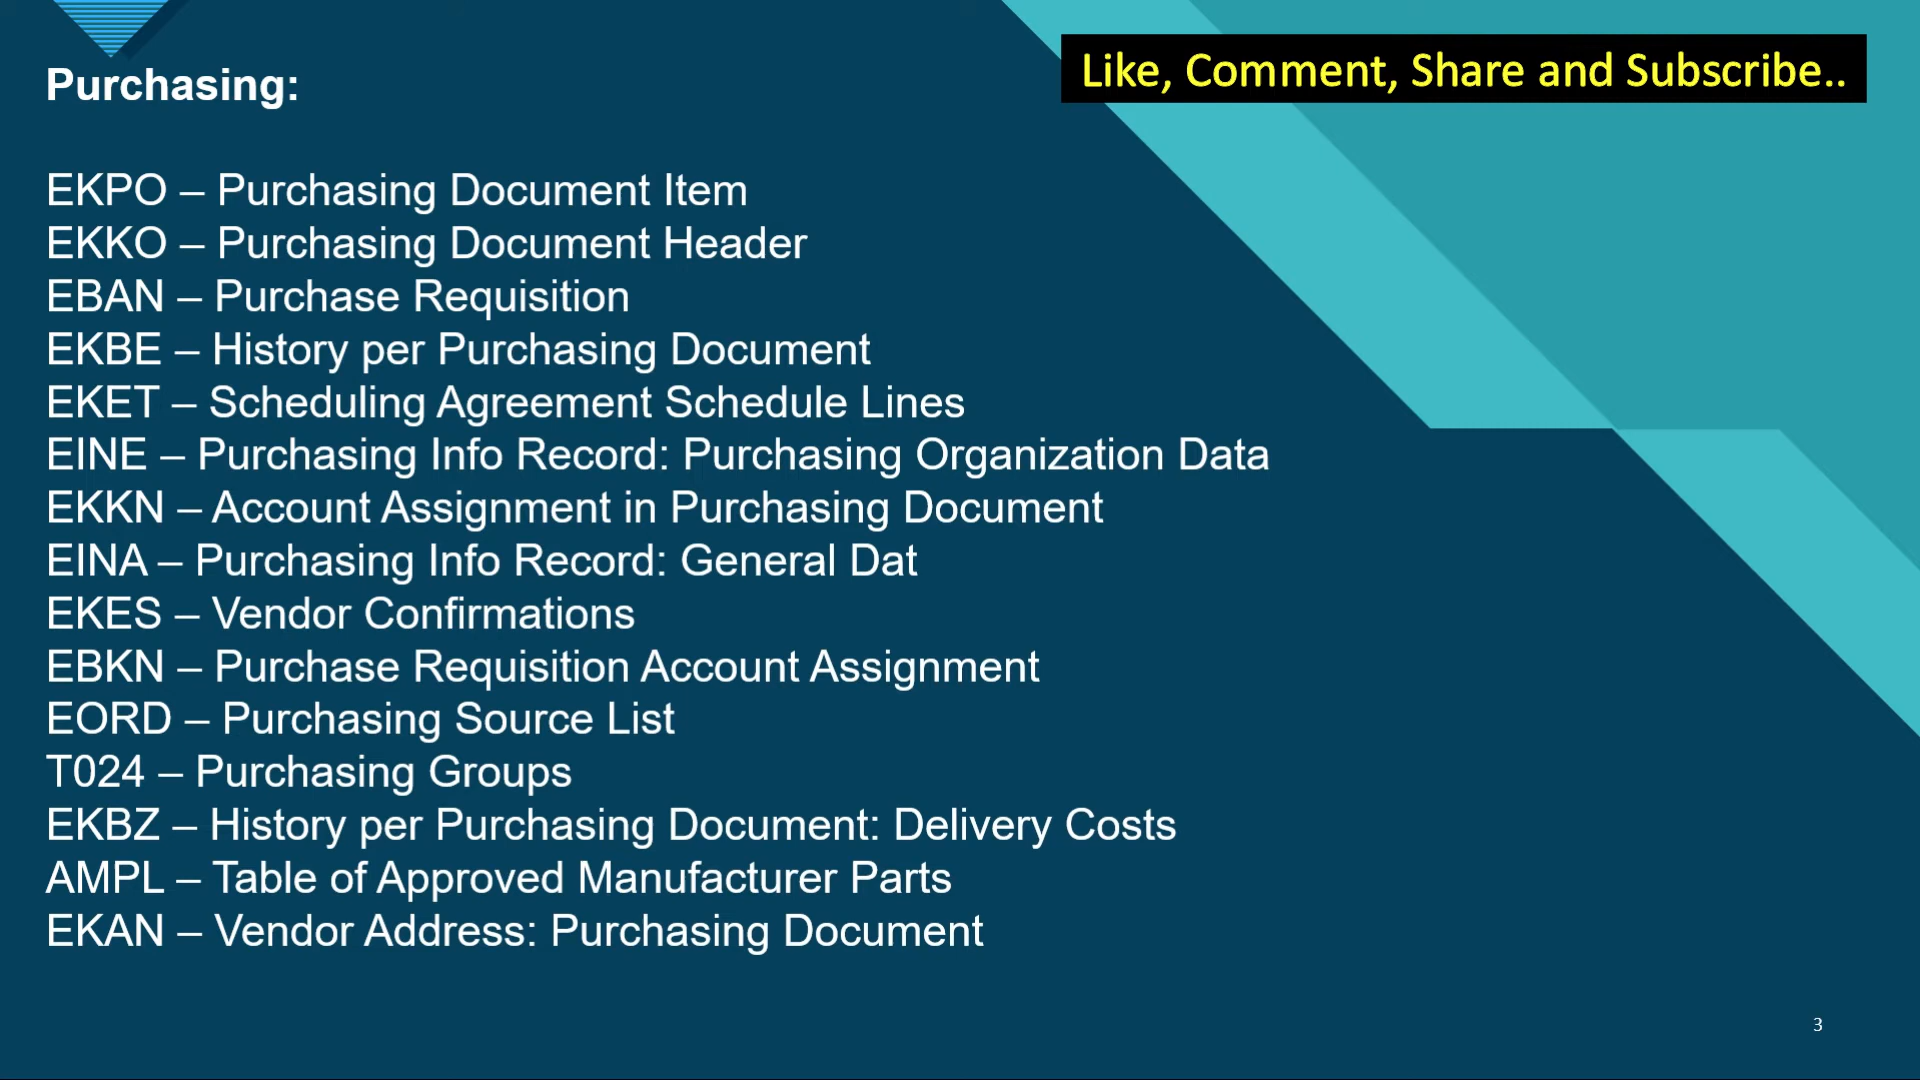 Like, Comment, Share and Subscribe..
Purchasing:
EKPO – Purchasing Document Item
EKKO – Purchasing Document Header
EBAN – Purchase Requisition
EKBE – History per Purchasing Document
EKET – Scheduling Agreement Schedule Lines
EINE – Purchasing Info Record: Purchasing Organization Data
EKKN – Account Assignment in Purchasing Document
EINA – Purchasing Info Record: General Dat
EKES – Vendor Confirmations
EBKN – Purchase Requisition Account Assignment
EORD – Purchasing Source List
T024 – Purchasing Groups
EKBZ – History per Purchasing Document: Delivery Costs
AMPL – Table of Approved Manufacturer Parts
EKAN – Vendor Address: Purchasing Document
3